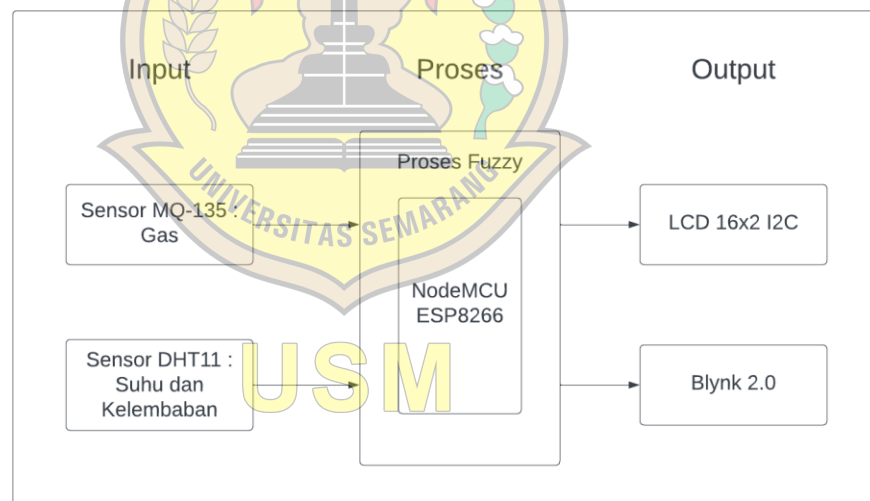 Input
Proses
Output
Proses Fuzzy
Sensor MQ-135 :
Gas
LCD 16x2 I2C
NodeMCU
ESP8266
Sensor DHT11 :
Suhu dan
Kelembaban
Blynk 2.0
UNIVERSITAS SEMARANG
USM